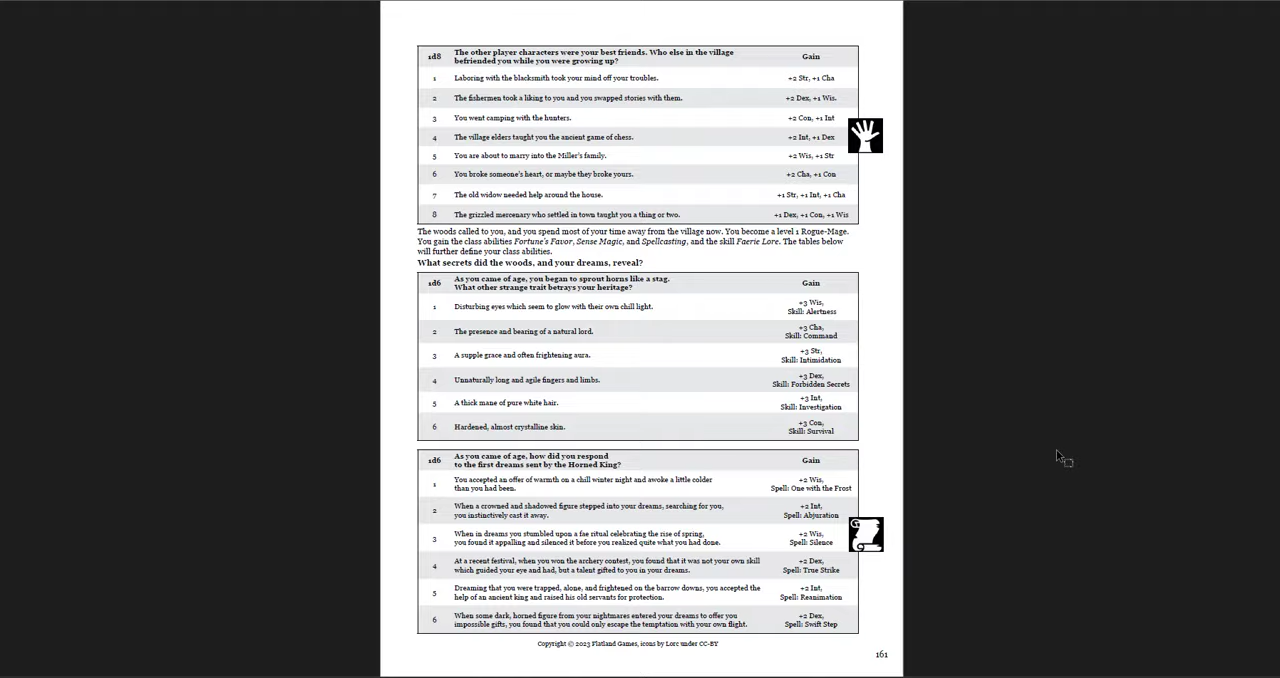 1d8 The other player characters were your best friends. Who else in the village Gain
befriended you while you were growing up?
1 Laboring with the blacksmith took your mind off your troubles. +2 Str, +1 Cha
2 The fishermen took a liking to you and you swapped stories with them. +2 Dex, +1 Wis.
3 You went camping with the hunters. +2 Con, +1 Int
4 The village elders taught you the ancient game of chess. +2 Int, +1 Dex
5 You are about to marry into the Miller's family. +2 Wis, +1 Str
6 You broke someone's heart, or maybe they broke yours. +2 Cha, +1 Con
7 The old widow needed help around the house. +1 Str, +1 Int, +1 Cha
8 The grizzled mercenary who settled in town taught you a thing or two. +1 Dex, +1 Con, +1 Wis
The woods called to you, and you spend most of your time away from the village now. You become a level 1 Rogue-Mage.
You gain the class abilities Fortune's Favor, Sense Magic, and Spellcasting, and the skill Faerie Lore. The tables below
will further define your class abilities.
What secrets did the woods, and your dreams, reveal?
1d6 As you came of age, you began to sprout horns like a stag. Gain
What other strange trait betrays your heritage?
1 Disturbing eyes which seem to glow with their own chill light. +3 Wis,
Skill: Alertness
2 The presence and bearing of a natural lord. +3 Cha,
Skill: Command
3 A supple grace and often frightening aura. +3 Str,
Skill: Intimidation
4 Unnaturally long and agile fingers and limbs. +3 Dex,
Skill: Forbidden Secrets
5 A thick mane of pure white hair. +3 Int,
Skill: Investigation
6 Hardened, almost crystalline skin. +3 Con,
Skill: Survival
1d6 As you came of age, how did you respond Gain
to the first dreams sent by the Horned King?
1 You accepted an offer of warmth on a chill winter night and awoke a little colder +2 Wis,
than you had been. Spell: One with the Frost
2 When a crowned and shadowed figure stepped into your dreams, searching for you, +2 Int,
you instinctively cast it away. Spell: Abjuration
3 When in dreams you stumbled upon a fae ritual celebrating the rise of spring, +2 Wis,
you found it appalling and silenced it before you realized quite what you had done. Spell: Silence
4 At a recent festival, when you won the archery contest, you found that it was not your own skill +2 Dex,
which guided your eye and had, but a talent gifted to you in your dreams. Spell: True Strike
5 Dreaming that you were trapped, alone, and frightened on the barrow downs, you accepted the +2 Int,
help of an ancient king and raised his old servants for protection. Spell: Reanimation
6 When some dark, horned figure from your nightmares entered your dreams to offer you +2 Dex,
impossible gifts, you found that you could only escape the temptation with your own flight. Spell: Swift Step
Copyright © 2023 Flatland Games, icons by Lorc under CC-BY
161